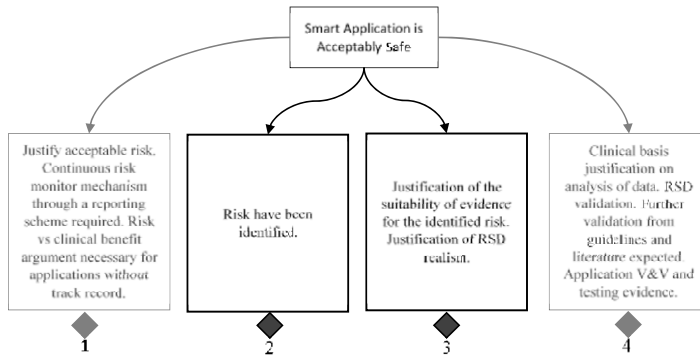 Smart Application is
Acceptably Safe
Justify acceptable risk.
Continuous risk
monitor mechanism
through a reporting
scheme required. Risk
vs clinical benefit
argument necessary for
applications without
track record.
Risk have been
identified.
Justification of the
suitability of evidence
for the identified risk.
Justification of RSD
realism.
Clinical basis
justification on
analysis of data. RSD
validation. Further
validation from
guidelines and
literature expected.
Application V&V and
testing evidence.
1
2
3
4